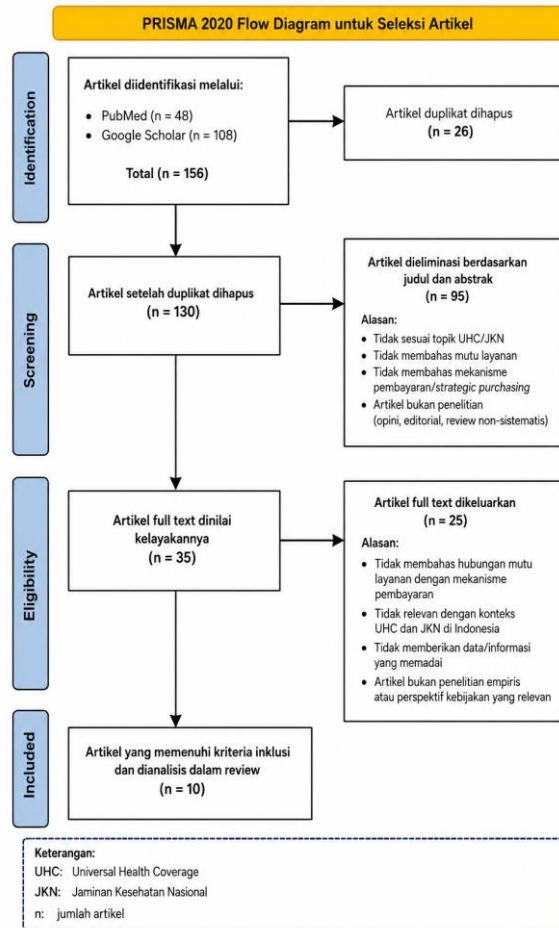 PRISMA 2020 Flow Diagram untuk Seleksi Artikel
Identification
Artikel diidentifikasi melalui:
• PubMed (n = 48)
• Google Scholar (n = 108)
Total (n = 156)
Artikel duplikat dihapus
(n = 26)
Screening
Artikel setelah duplikat dihapus
(n = 130)
Artikel dieliminasi berdasarkan
judul dan abstrak
(n = 95)
Alasan:
• Tidak sesuai topik UHC/JKN
• Tidak membahas mutu layanan
• Tidak membahas mekanisme
pembayaran/strategic purchasing
• Artikel bukan penelitian
(opini, editorial, review non-sistematis)
Eligibility
Artikel full text dinilai
kelayakannya
(n = 35)
Artikel full text dikeluarkan
(n = 25)
Alasan:
• Tidak membahas hubungan mutu
layanan dengan mekanisme
pembayaran
• Tidak relevan dengan konteks
UHC dan JKN di Indonesia
• Tidak memberikan data/informasi
yang memadai
• Artikel bukan penelitian empiris
atau perspektif kebijakan yang relevan
Included
Artikel yang memenuhi kriteria inklusi
dan dianalisis dalam review
(n = 10)
Keterangan:
UHC: Universal Health Coverage
JKN: Jaminan Kesehatan Nasional
n: jumlah artikel